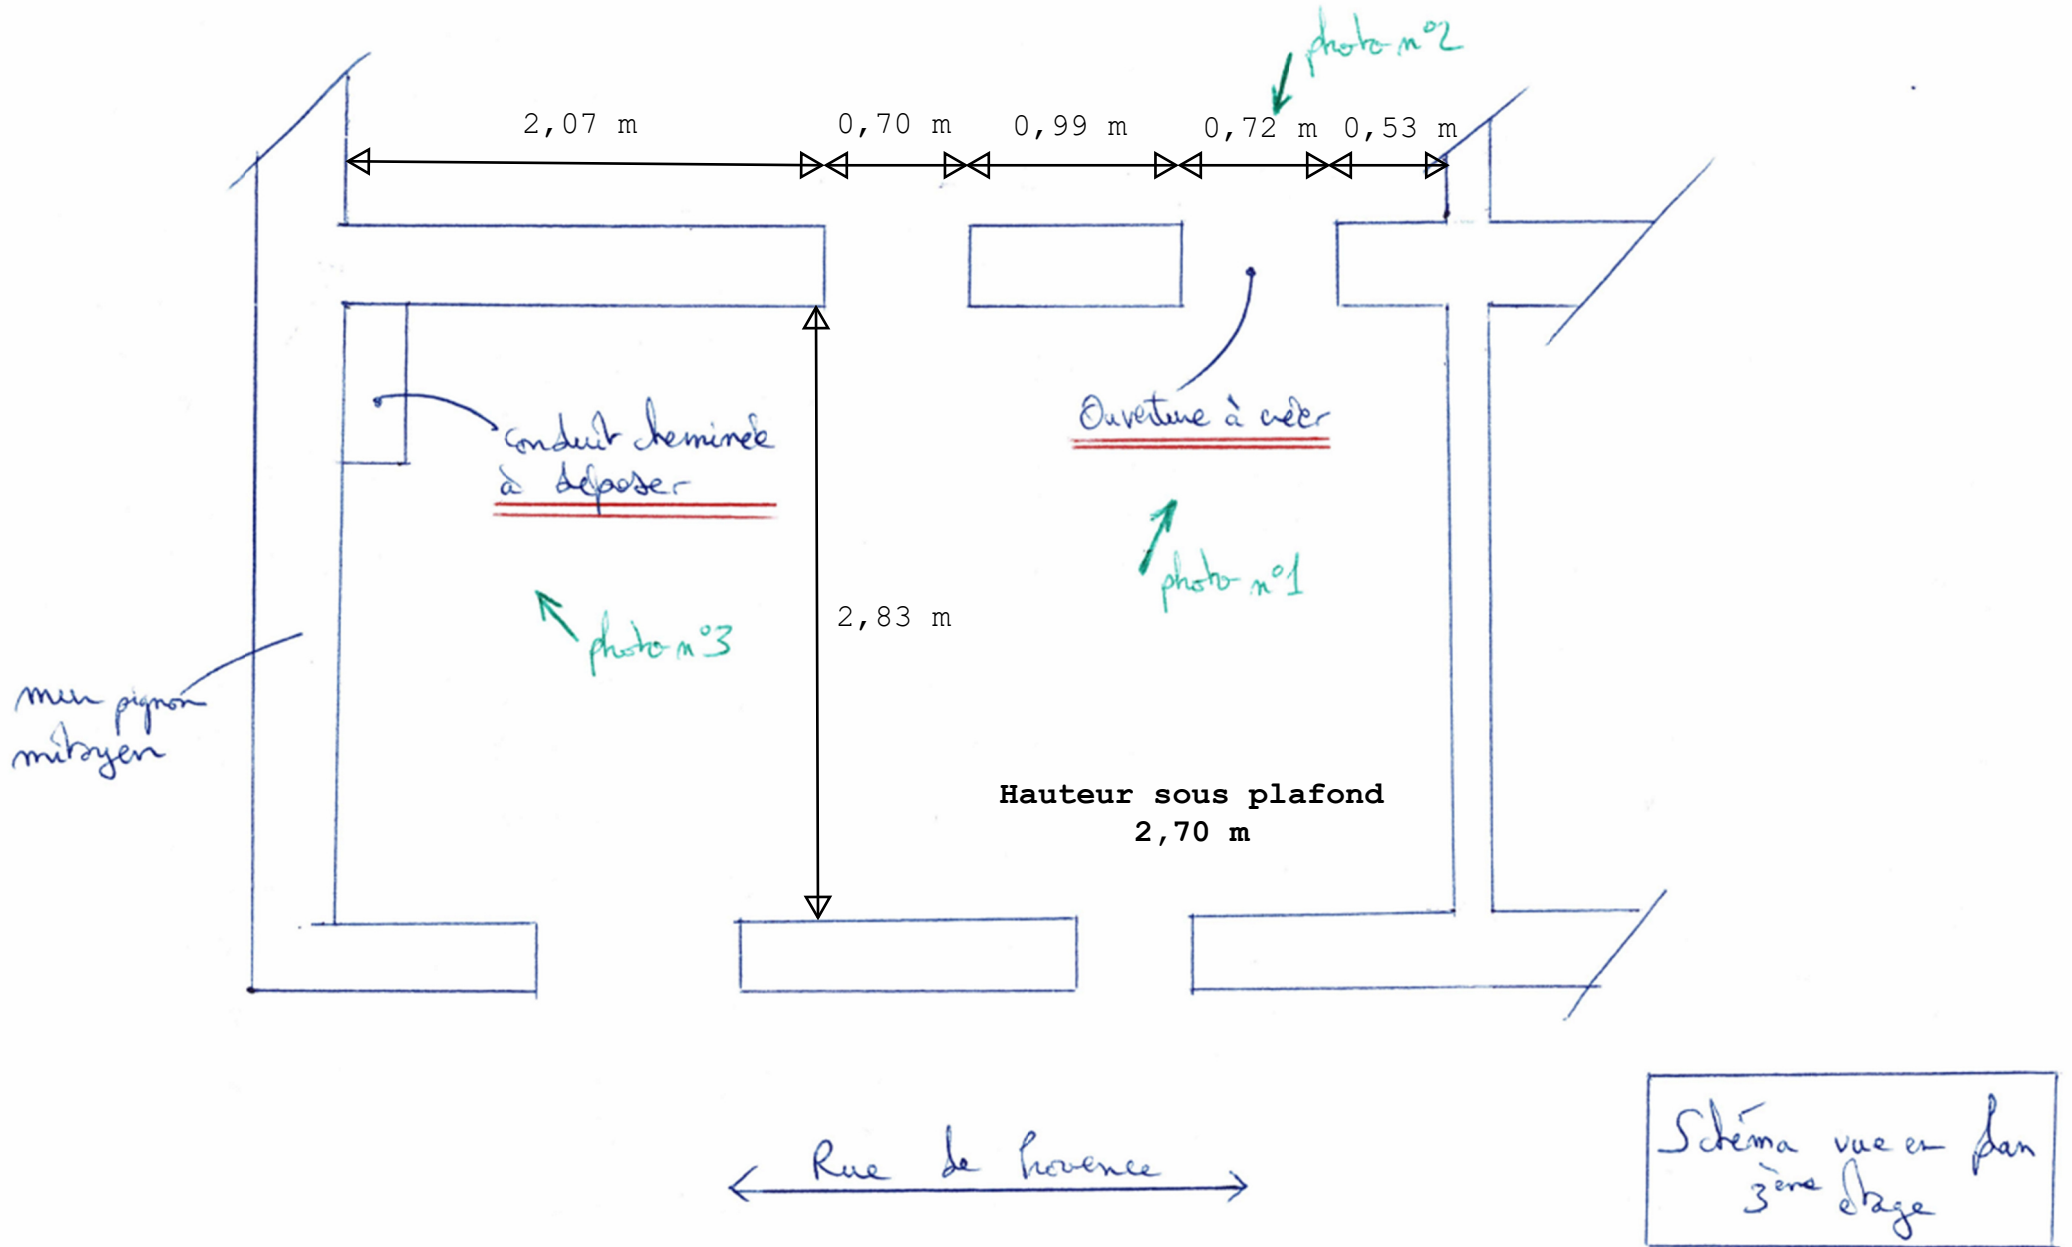 photo n°2
2,07 m
0,70 m
0,99 m
0,72 m
0,53 m
Ouverture à créer
conduit cheminée
à déposer
photo n°1
2,83 m
photo n°3
mur pignon
mitoyen
Hauteur sous plafond
2,70 m
Rue de Provence
Schéma vue en plan
3ème étage